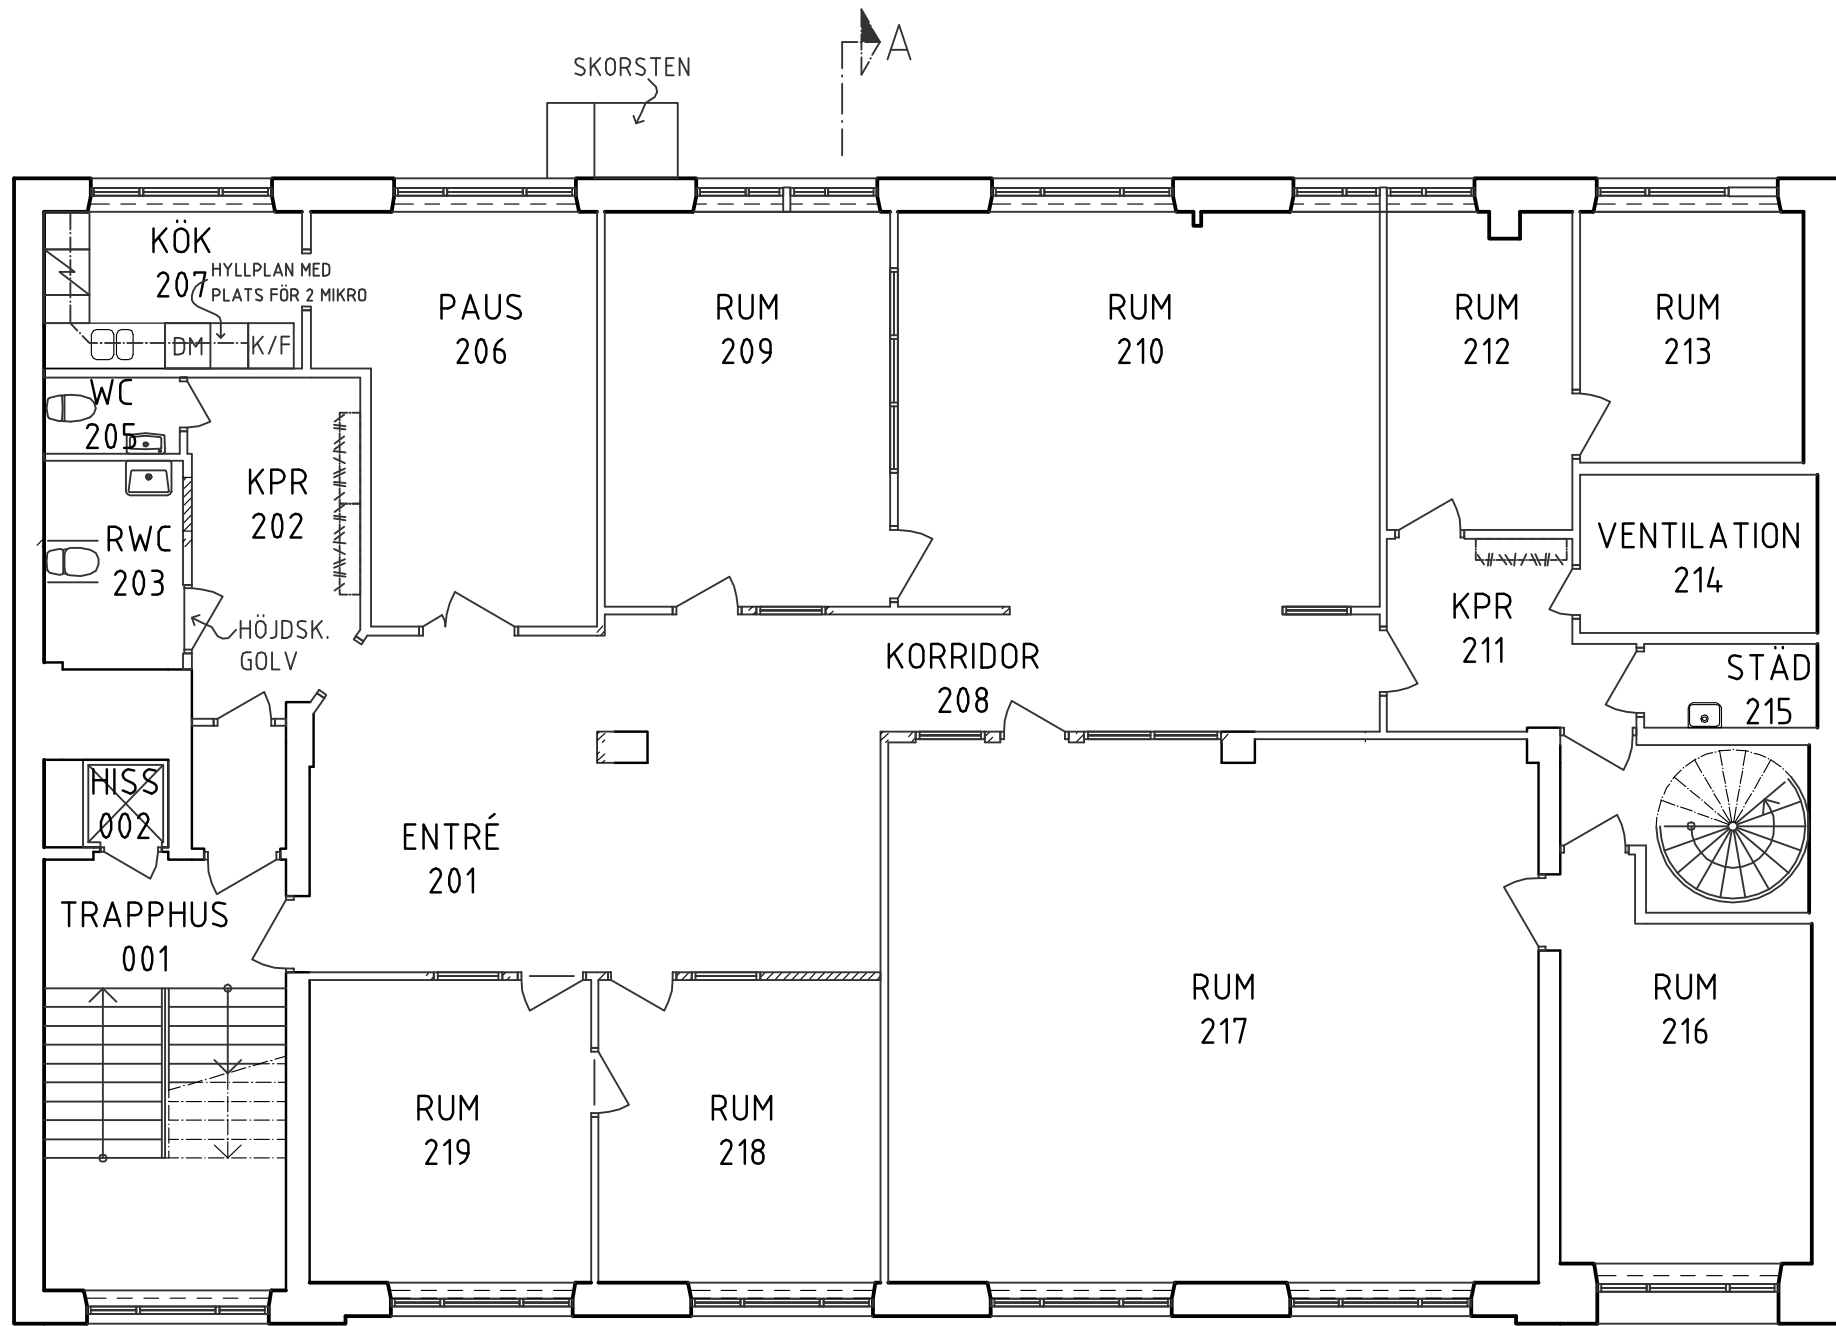 A
SKORSTEN
KÖK
207
HYLLPLAN MED
PLATS FÖR 2 MIKRO
DM
K/F
PAUS
206
RUM
209
RUM
210
RUM
212
RUM
213
WC
205
KPR
202
RWC
203
HÖJDSK.
GOLV
VENTILATION
214
KPR
211
KORRIDOR
208
STÄD
215
HISS
002
ENTRÉ
201
TRAPPHUS
001
RUM
217
RUM
216
RUM
219
RUM
218